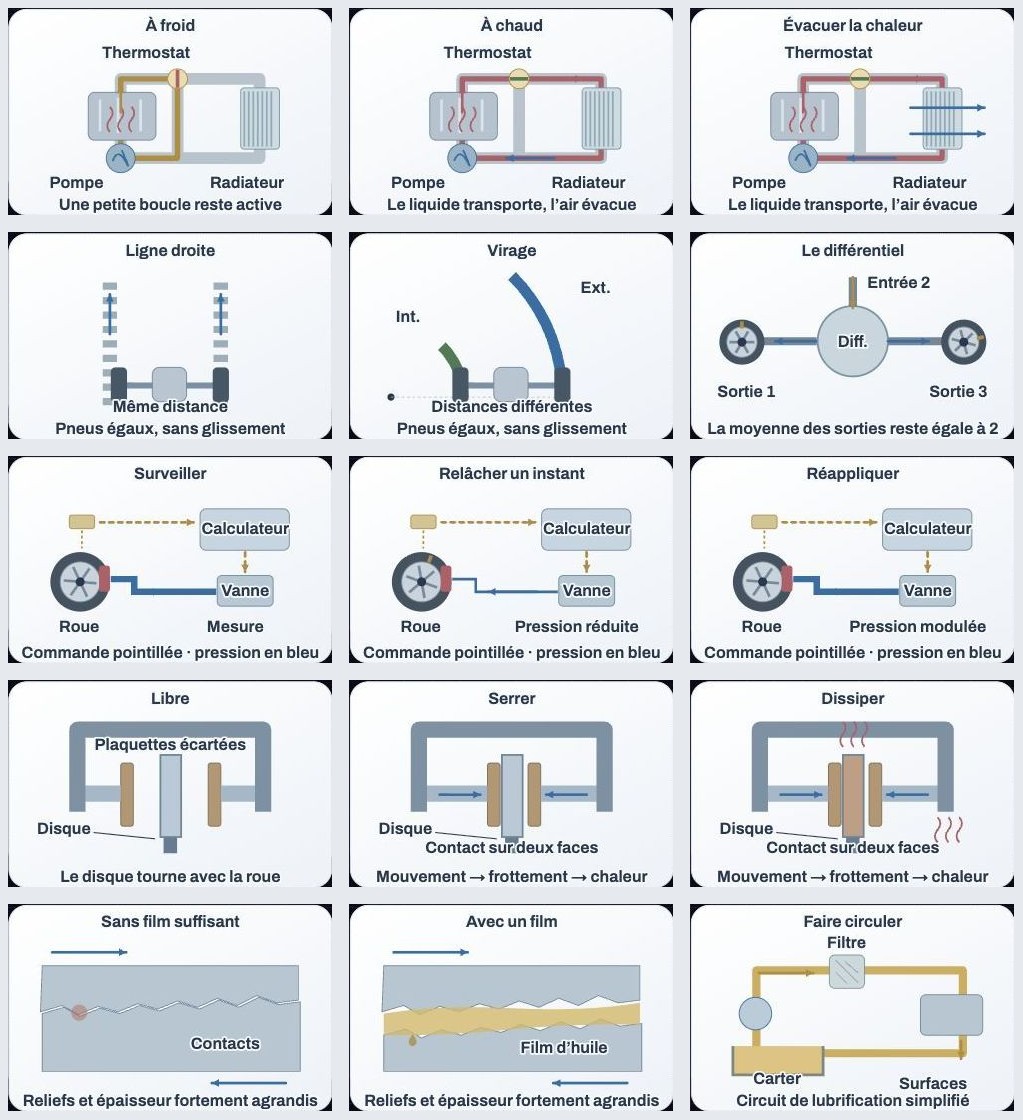 À froid
Thermostat
Pompe
Radiateur
Une petite boucle reste active
À chaud
Thermostat
Pompe
Radiateur
Le liquide transporte, l’air évacue
Évacuer la chaleur
Thermostat
Pompe
Radiateur
Le liquide transporte, l’air évacue
Ligne droite
Même distance
Pneus égaux, sans glissement
Virage
Ext.
Int.
Distances différentes
Pneus égaux, sans glissement
Le différentiel
Entrée 2
Diff.
Sortie 1
Sortie 3
La moyenne des sorties reste égale à 2
Surveiller
Calculateur
Vanne
Roue
Mesure
Commande pointillée · pression en bleu
Relâcher un instant
Calculateur
Vanne
Roue
Pression réduite
Commande pointillée · pression en bleu
Réappliquer
Calculateur
Vanne
Roue
Pression modulée
Commande pointillée · pression en bleu
Libre
Plaquettes écartées
Disque
Le disque tourne avec la roue
Serrer
Disque
Contact sur deux faces
Mouvement → frottement → chaleur
Dissiper
Disque
Contact sur deux faces
Mouvement → frottement → chaleur
Sans film suffisant
Contacts
Reliefs et épaisseur fortement agrandis
Avec un film
Film d’huile
Reliefs et épaisseur fortement agrandis
Faire circuler
Filtre
Carter
Surfaces
Circuit de lubrification simplifié